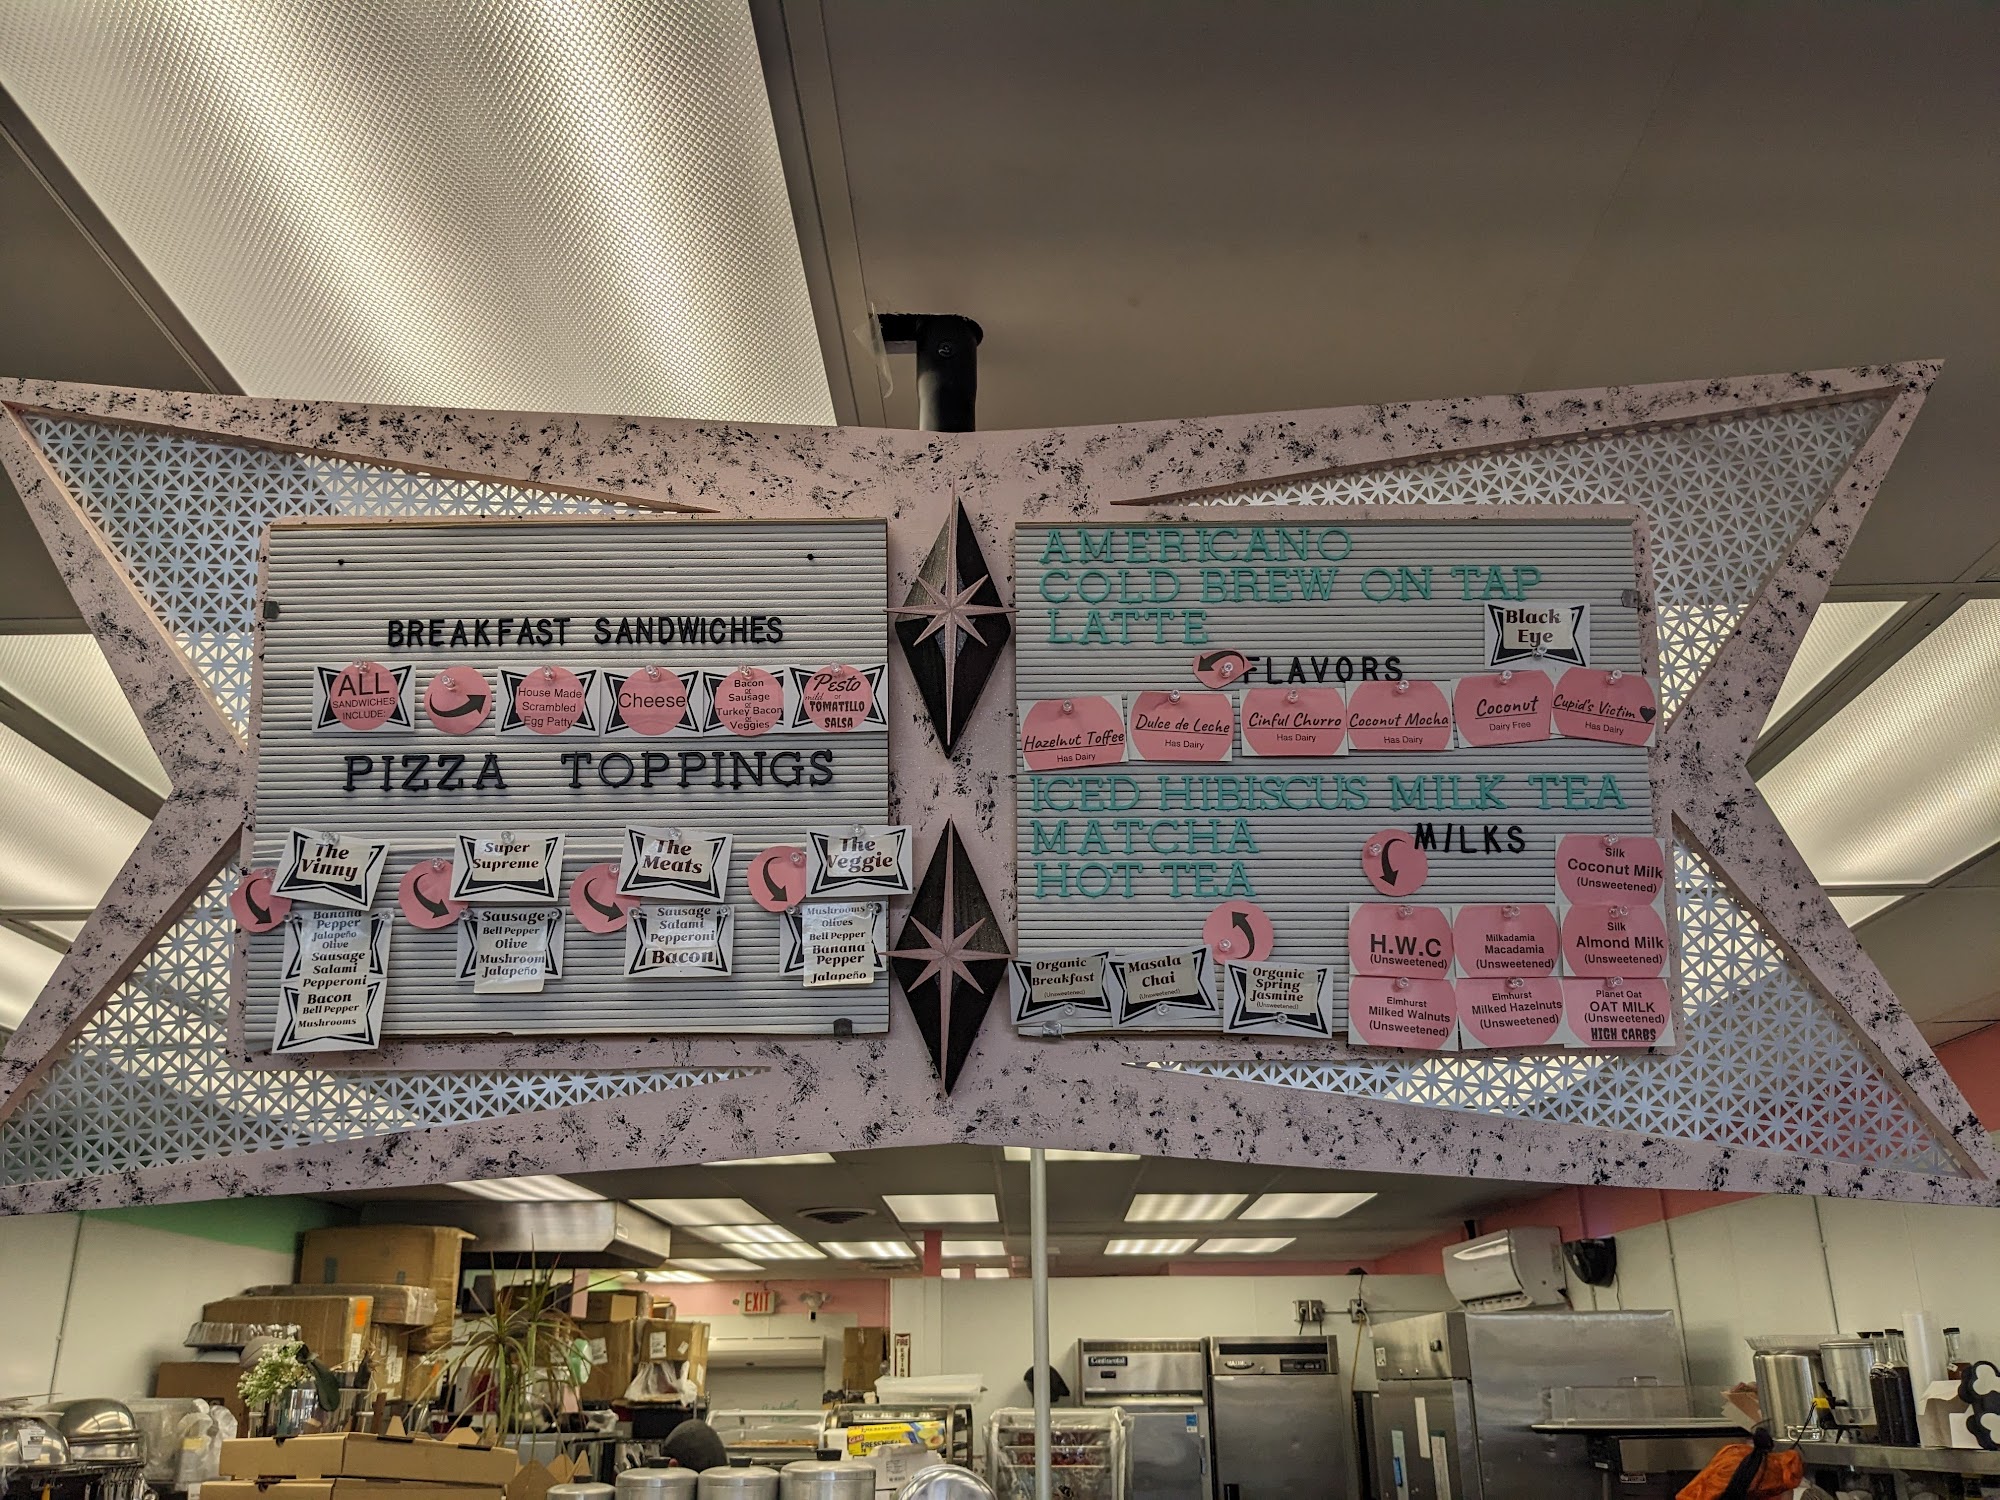 BREAKFAST SANDWICHES
ALL
SANDWICHES
INCLUDE:
House Made
Scrambled
Egg Patty
Cheese
Bacon
or
Sausage
or
Turkey Bacon
or
Veggies
Pesto
or
mild
TOMATILLO
SALSA
PIZZA TOPPINGS
The
Vinny
Banana
Pepper
Jalapeño
Olive
Sausage
Salami
Pepperoni
Bacon
Bell Pepper
Mushrooms
Super
Supreme
Sausage
Bell Pepper
Olive
Mushroom
Jalapeño
The
Meats
Sausage
Salami
Pepperoni
Bacon
The
Veggie
Mushrooms
Olives
Bell Pepper
Banana
Pepper
Jalapeño
AMERICANO
COLD BREW ON TAP
LATTE
Black
Eye
FLAVORS
Hazelnut Toffee
Has Dairy
Dulce de Leche
Has Dairy
Cinful Churro
Has Dairy
Coconut Mocha
Has Dairy
Coconut
Dairy Free
Cupid's Victim
Has Dairy
ICED HIBISCUS MILK TEA
MATCHA
HOT TEA
Organic
Breakfast
(Unsweetened)
Masala
Chai
Organic
Spring
Jasmine
(Unsweetened)
MILKS
Silk
Coconut Milk
(Unsweetened)
H.W.C
(Unsweetened)
Milkadamia
Macadamia
(Unsweetened)
Silk
Almond Milk
(Unsweetened)
Elmhurst
Milked Walnuts
(Unsweetened)
Elmhurst
Milked Hazelnuts
(Unsweetened)
Planet Oat
OAT MILK
(Unsweetened)
HIGH CARBS
EXIT
FIRE
Continental